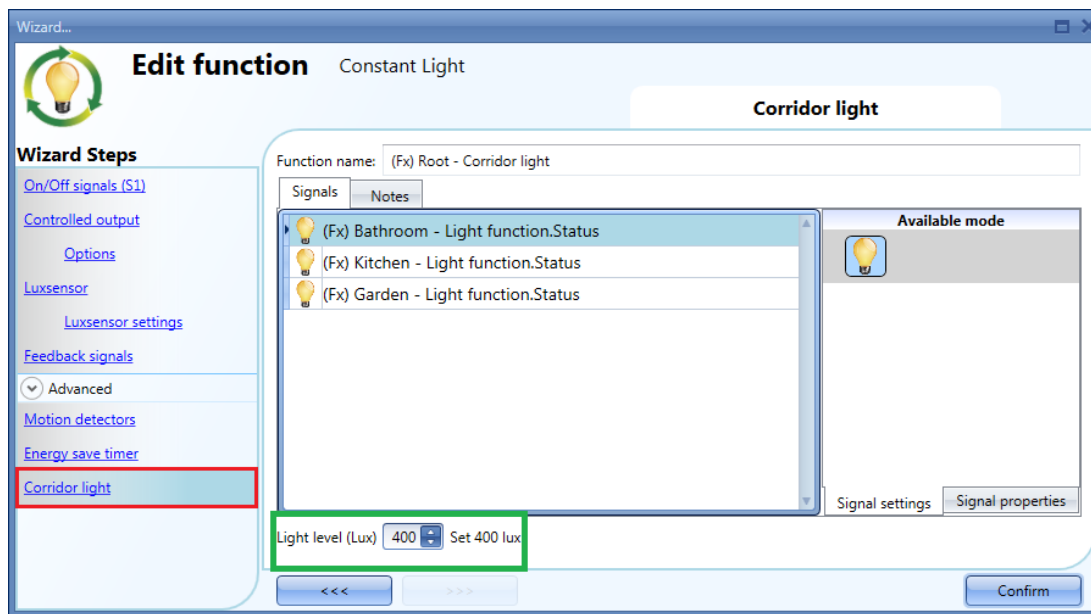 Wizard...
Edit function Constant Light
Corridor light
Wizard Steps
On/Off signals (S1)
Controlled output
Options
Luxsensor
Luxsensor settings
Feedback signals
Advanced
Motion detectors
Energy save timer
Corridor light
Function name: (Fx) Root - Corridor light
Signals Notes
(Fx) Bathroom - Light function.Status
(Fx) Kitchen - Light function.Status
(Fx) Garden - Light function.Status
Available mode
Signal settings Signal properties
Light level (Lux) 400 Set 400 lux
<<< >>> Confirm